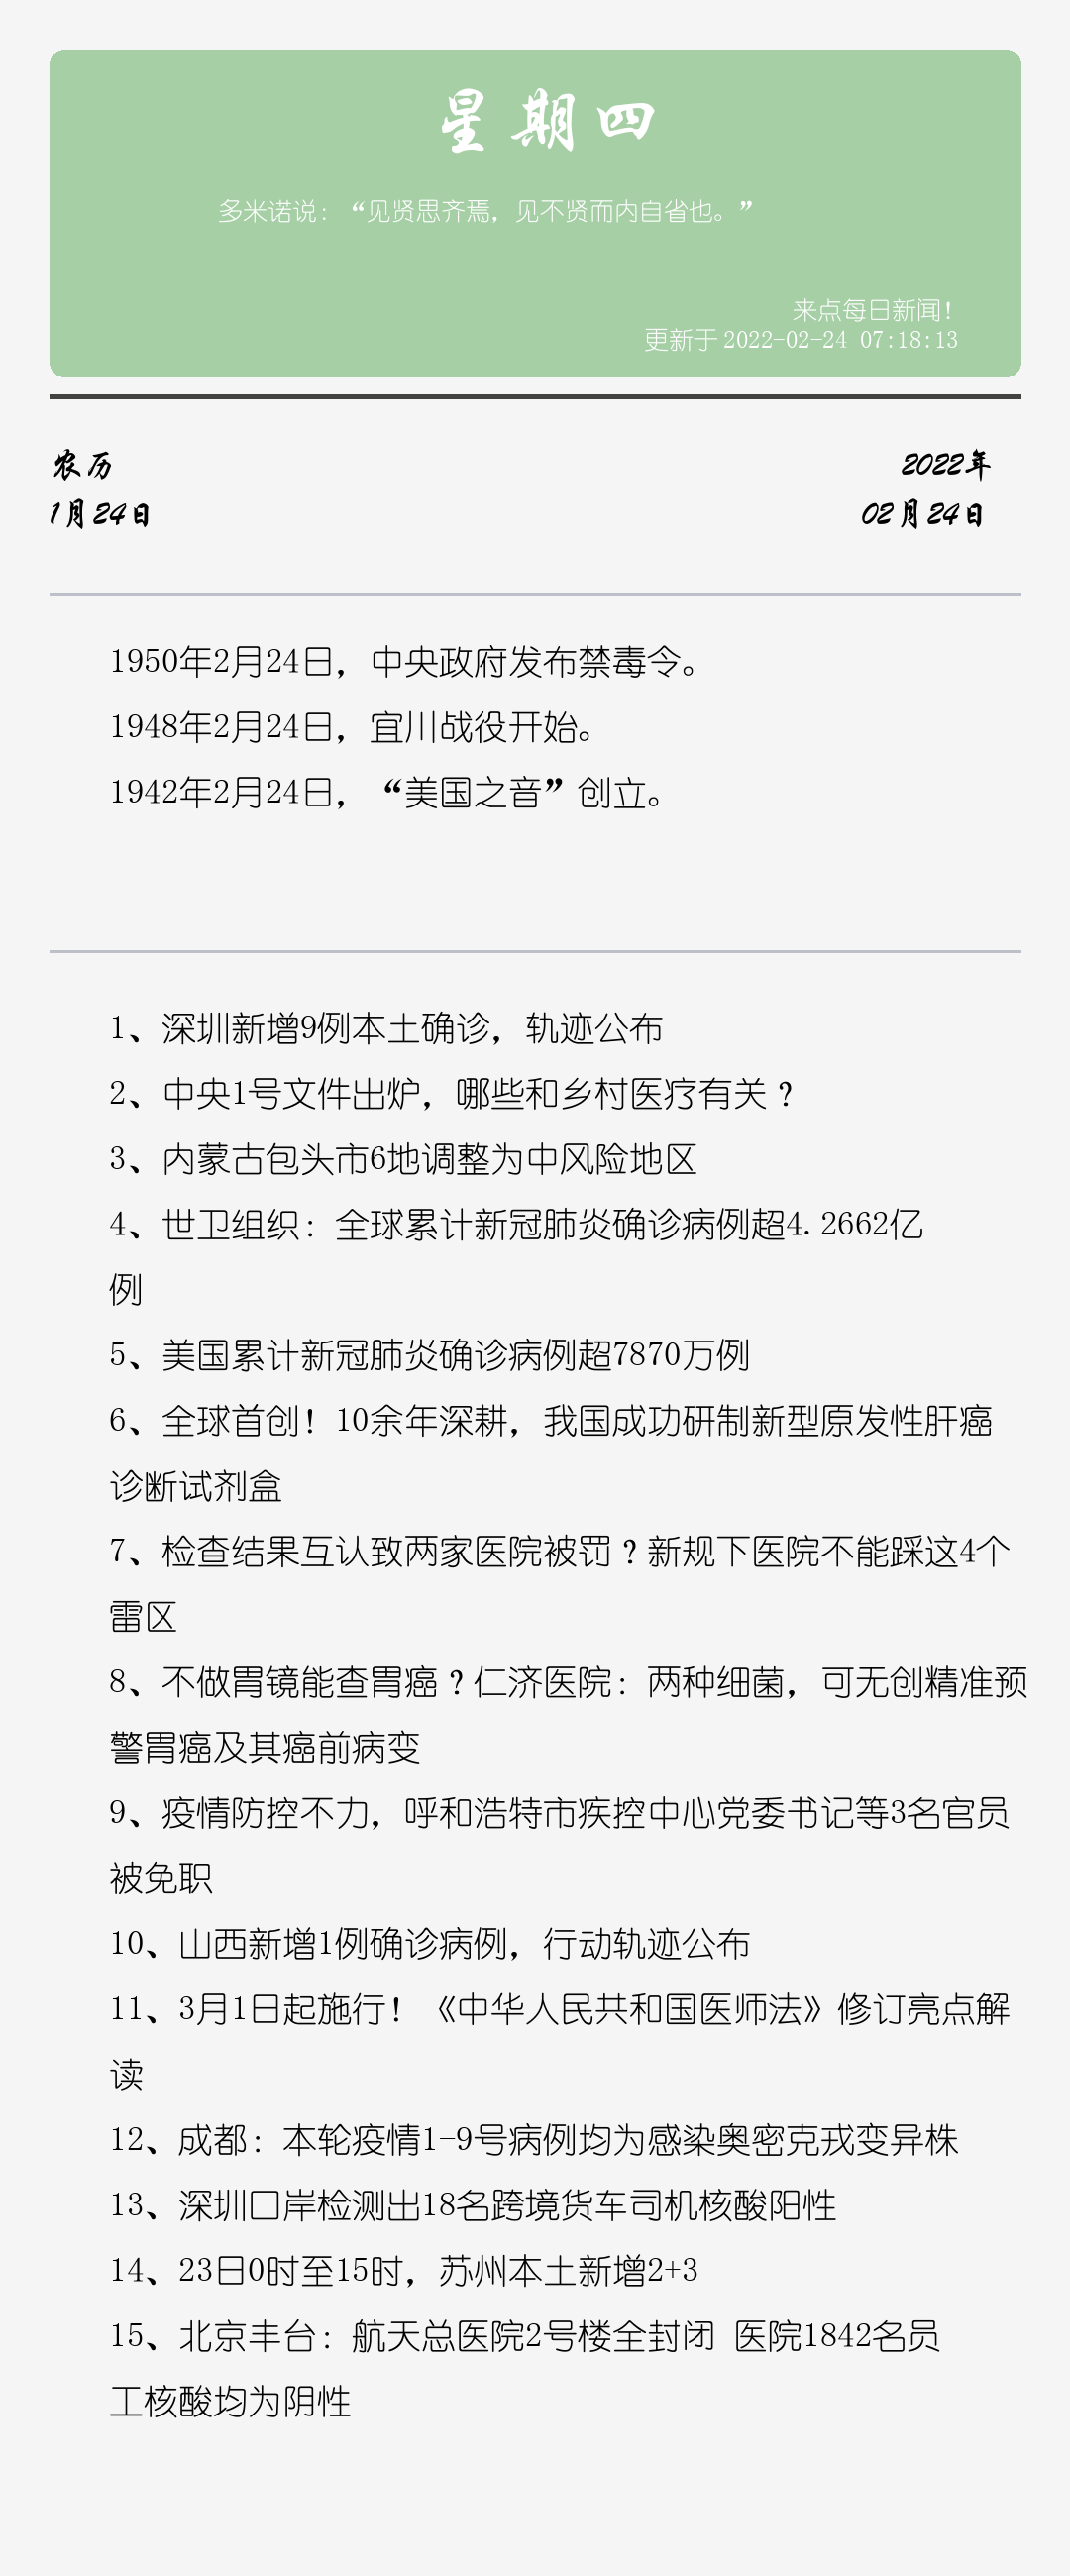 星期四
多米诺说：“见贤思齐焉，见不贤而内自省也。”
来点每日新闻！
更新于 2022-02-24 07:18:13
农历
2022年
1月24日
02月24日
1950年2月24日，中央政府发布禁毒令。
1948年2月24日，宜川战役开始。
1942年2月24日，“美国之音”创立。
1、深圳新增9例本土确诊，轨迹公布
2、中央1号文件出炉，哪些和乡村医疗有关？
3、内蒙古包头市6地调整为中风险地区
4、世卫组织：全球累计新冠肺炎确诊病例超4.2662亿
例
5、美国累计新冠肺炎确诊病例超7870万例
6、全球首创！10余年深耕，我国成功研制新型原发性肝癌
诊断试剂盒
7、检查结果互认致两家医院被罚？新规下医院不能踩这4个
雷区
8、不做胃镜能查胃癌？仁济医院：两种细菌，可无创精准预
警胃癌及其癌前病变
9、疫情防控不力，呼和浩特市疾控中心党委书记等3名官员
被免职
10、山西新增1例确诊病例，行动轨迹公布
11、3月1日起施行！《中华人民共和国医师法》修订亮点解
读
12、成都：本轮疫情1-9号病例均为感染奥密克戎变异株
13、深圳口岸检测出18名跨境货车司机核酸阳性
14、23日0时至15时，苏州本土新增2+3
15、北京丰台：航天总医院2号楼全封闭 医院1842名员
工核酸均为阴性